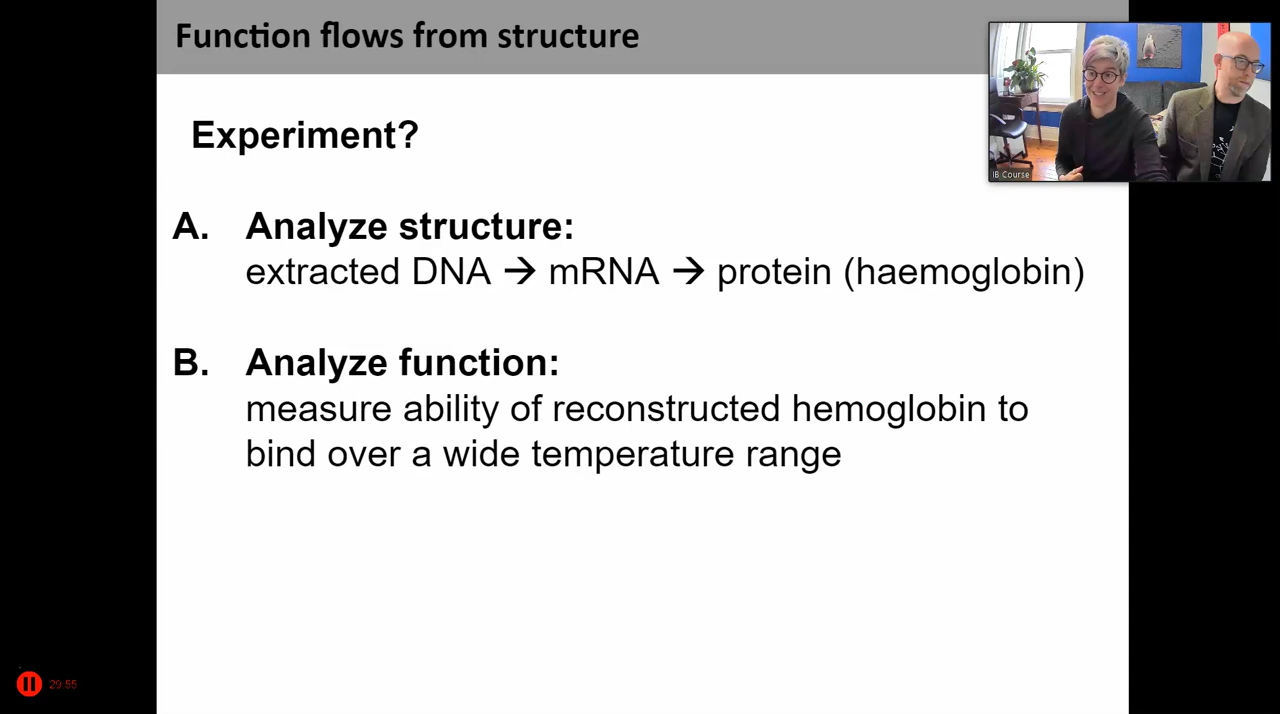 Function flows from structure
Experiment?
A. Analyze structure:
extracted DNA → mRNA → protein (haemoglobin)
B. Analyze function:
measure ability of reconstructed hemoglobin to
bind over a wide temperature range
IB Course
29:55